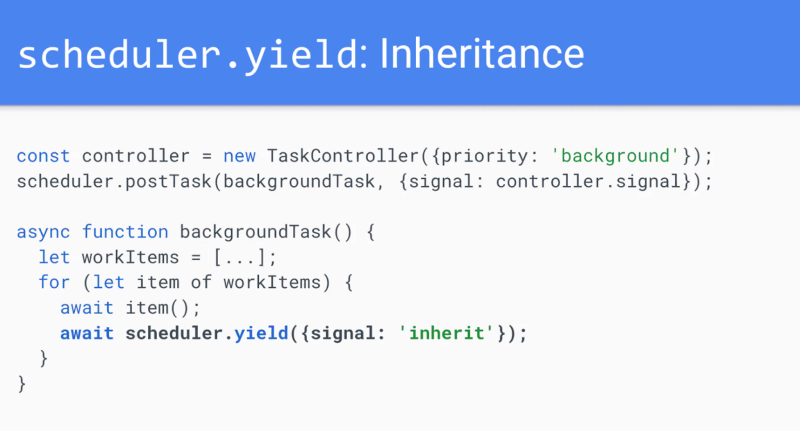 scheduler.yield: Inheritance
const controller = new TaskController({priority: 'background'});
scheduler.postTask(backgroundTask, {signal: controller.signal});
async function backgroundTask() {
  let workItems = [...];
  for (let item of workItems) {
    await item();
    await scheduler.yield({signal: 'inherit'});
  }
}